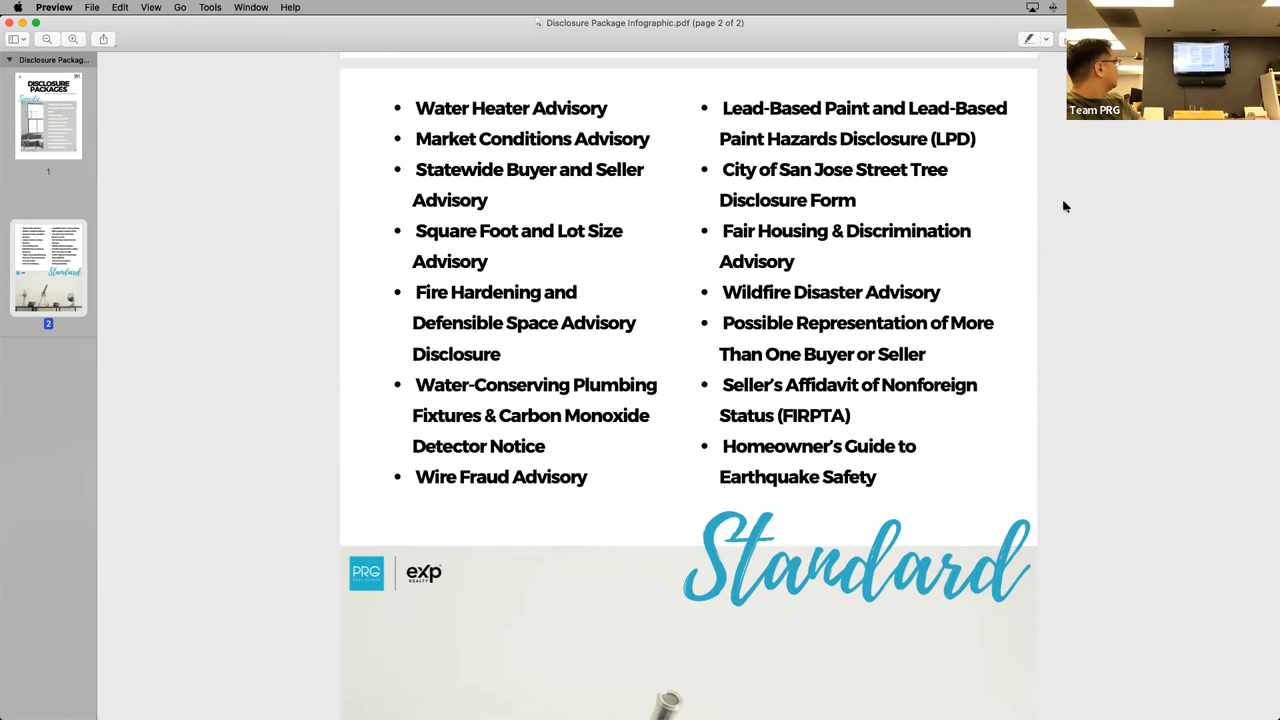 Preview File Edit View Go Tools Window Help
Disclosure Package Infographic.pdf (page 2 of 2)
Disclosure Packag...
DISCLOSURE
PACKAGES
Specific
1
Standard
2
• Water Heater Advisory
• Market Conditions Advisory
• Statewide Buyer and Seller
Advisory
• Square Foot and Lot Size
Advisory
• Fire Hardening and
Defensible Space Advisory
Disclosure
• Water-Conserving Plumbing
Fixtures & Carbon Monoxide
Detector Notice
• Wire Fraud Advisory
• Lead-Based Paint and Lead-Based
Paint Hazards Disclosure (LPD)
• City of San Jose Street Tree
Disclosure Form
• Fair Housing & Discrimination
Advisory
• Wildfire Disaster Advisory
• Possible Representation of More
Than One Buyer or Seller
• Seller's Affidavit of Nonforeign
Status (FIRPTA)
• Homeowner's Guide to
Earthquake Safety
Standard
PRG
REAL ESTATE
eXp
REALTY
Team PRG